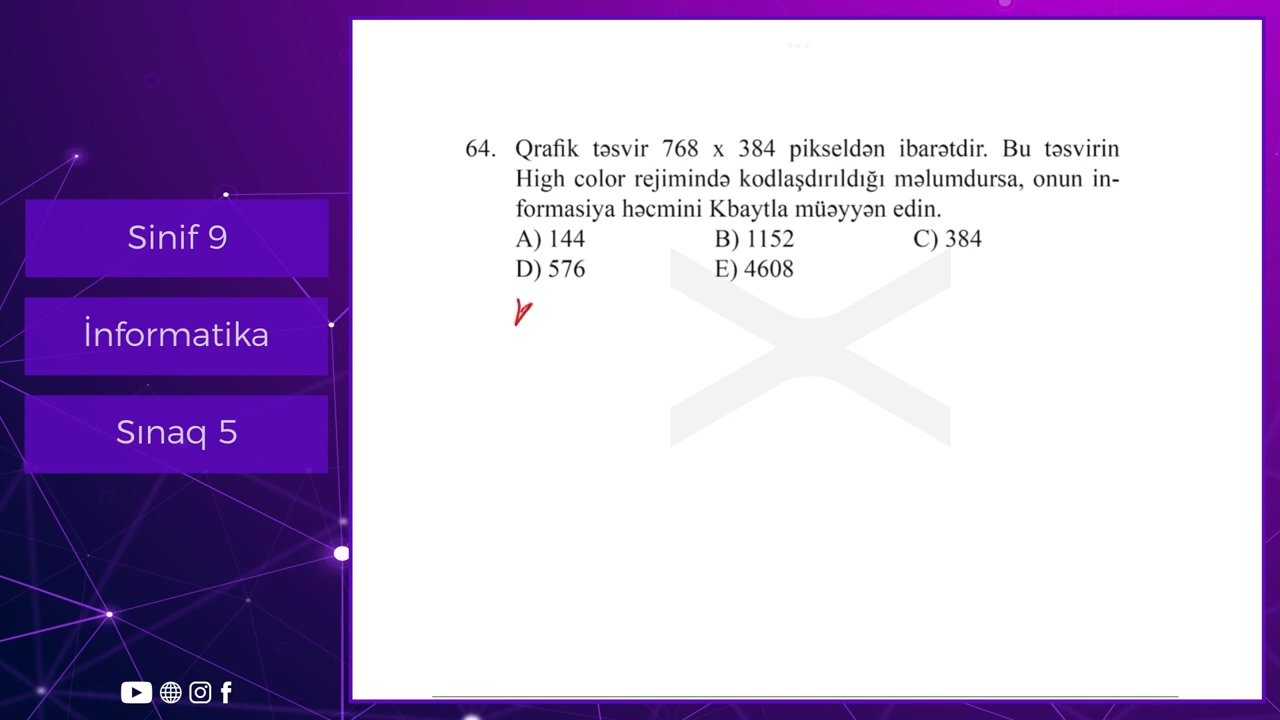 Sinif 9
İnformatika
Sınaq 5
64. Qrafik təsvir 768 x 384 pikseldən ibarətdir. Bu təsvirin
High color rejimində kodlaşdırıldığı məlumdursa, onun in-
formasiya həcmini Kbaytla müəyyən edin.
A) 144 B) 1152 C) 384
D) 576 E) 4608